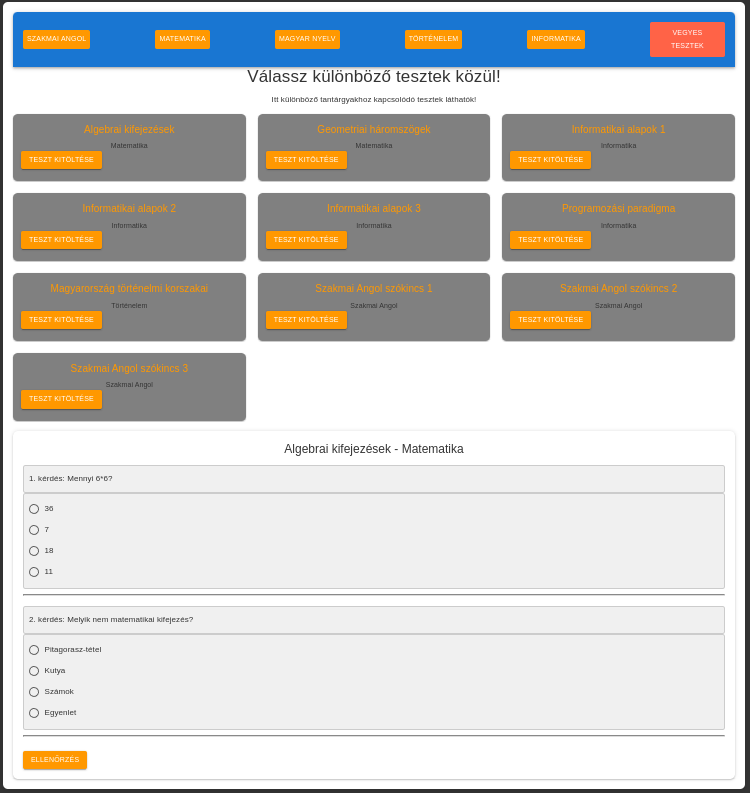 SZAKMAI ANGOL
MATEMATIKA
MAGYAR NYELV
TÖRTÉNELEM
INFORMATIKA
VEGYES
TESZTEK
Válassz különböző tesztek közül!
Itt különböző tantárgyakhoz kapcsolódó tesztek láthatók!
Algebrai kifejezések
Matematika
TESZT KITÖLTÉSE
Geometriai háromszögek
Matematika
TESZT KITÖLTÉSE
Informatikai alapok 1
Informatika
TESZT KITÖLTÉSE
Informatikai alapok 2
Informatika
TESZT KITÖLTÉSE
Informatikai alapok 3
Informatika
TESZT KITÖLTÉSE
Programozási paradigma
Informatika
TESZT KITÖLTÉSE
Magyarország történelmi korszakai
Történelem
TESZT KITÖLTÉSE
Szakmai Angol szókincs 1
Szakmai Angol
TESZT KITÖLTÉSE
Szakmai Angol szókincs 2
Szakmai Angol
TESZT KITÖLTÉSE
Szakmai Angol szókincs 3
Szakmai Angol
TESZT KITÖLTÉSE
Algebrai kifejezések - Matematika
1. kérdés: Mennyi 6*6?
36
7
18
11
2. kérdés: Melyik nem matematikai kifejezés?
Pitagorasz-tétel
Kutya
Számok
Egyenlet
ELLENŐRZÉS